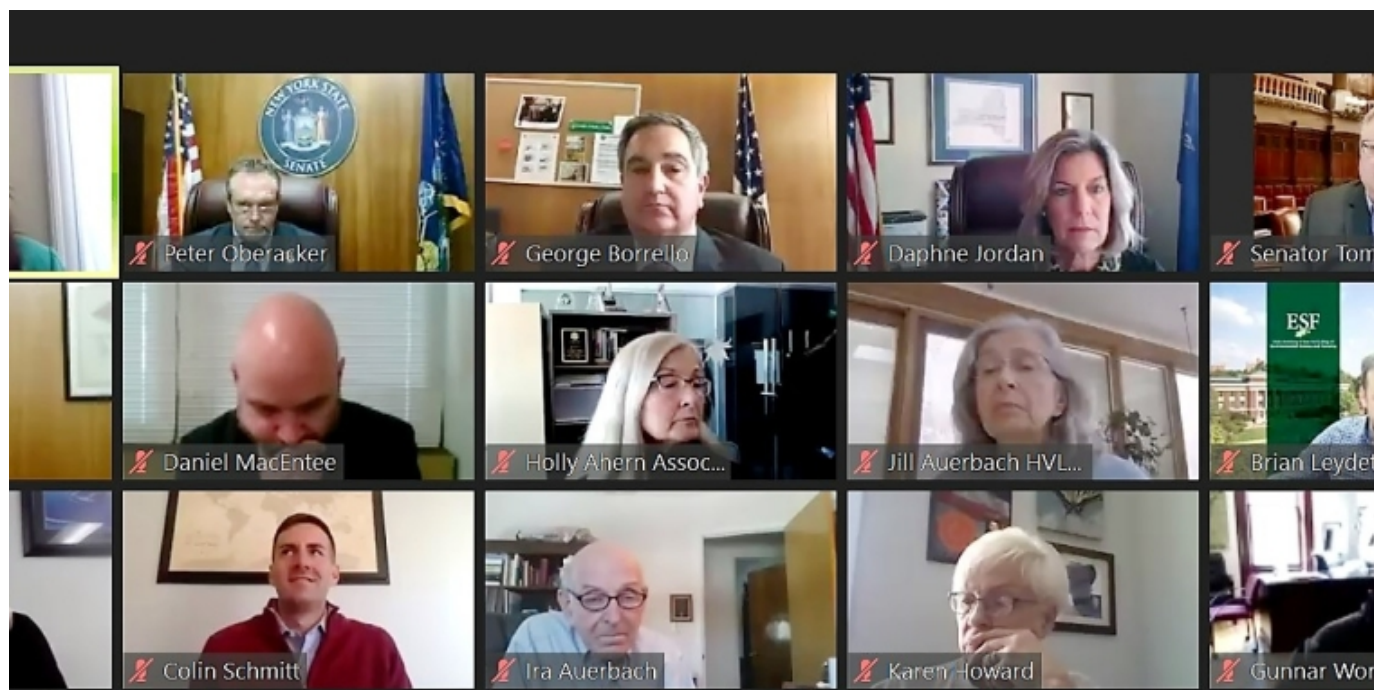 NEW YORK STATE
SENATE
Peter Oberacker
George Borrello
Daphne Jordan
Senator Tom
ESF
Daniel MacEntee
Holly Ahern Assoc...
Jill Auerbach HVL...
Brian Leydet
Colin Schmitt
Ira Auerbach
Karen Howard
Gunnar Wor